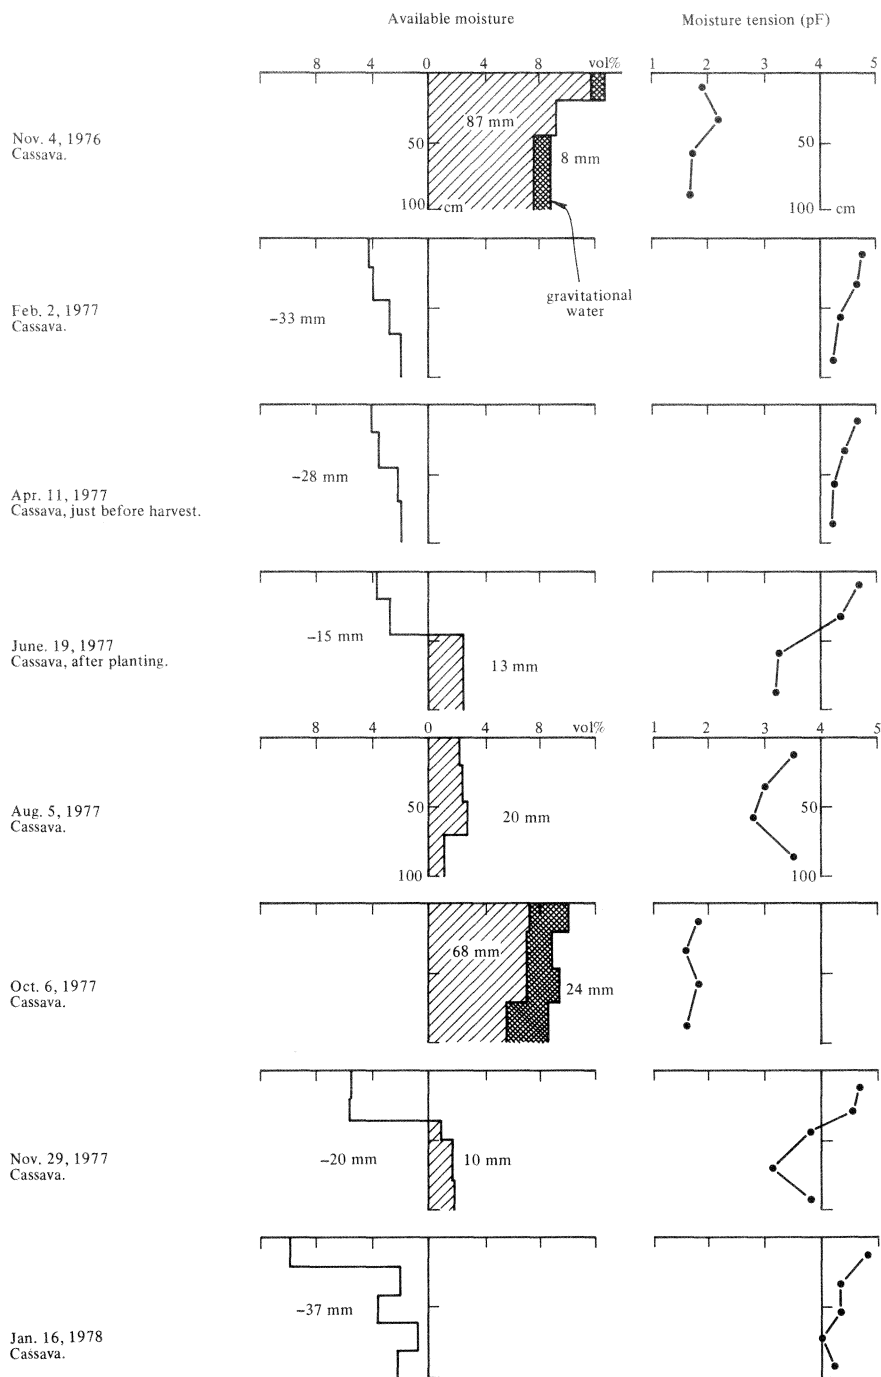 Available moisture
Moisture tension (pF)
8 4 0 4 8 vol%
1 2 3 4 5
Nov. 4, 1976
Cassava.
87 mm
50
8 mm
100 cm
gravitational
water
50
100 cm
Feb. 2, 1977
Cassava.
-33 mm
Apr. 11, 1977
Cassava, just before harvest.
-28 mm
June. 19, 1977
Cassava, after planting.
-15 mm
13 mm
8 4 0 4 8 vol%
1 2 3 4 5
Aug. 5, 1977
Cassava.
50
20 mm
100
50
100
Oct. 6, 1977
Cassava.
68 mm
24 mm
Nov. 29, 1977
Cassava.
-20 mm
10 mm
Jan. 16, 1978
Cassava.
-37 mm